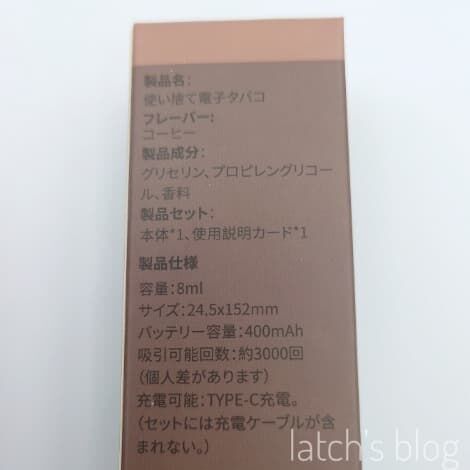 製品名:
使い捨て電子タバコ
フレーバー:
コーヒー
製品成分:
グリセリン、プロピレングリコー
ル、香料
製品セット:
本体*1、使用説明カード*1
製品仕様
容量:8ml
サイズ:24.5x152mm
バッテリー容量:400mAh
吸引可能回数:約3000回
(個人差があります)
充電可能:TYPE-C充電。
(セットには充電ケーブルが含
まれない。)
latch's blog